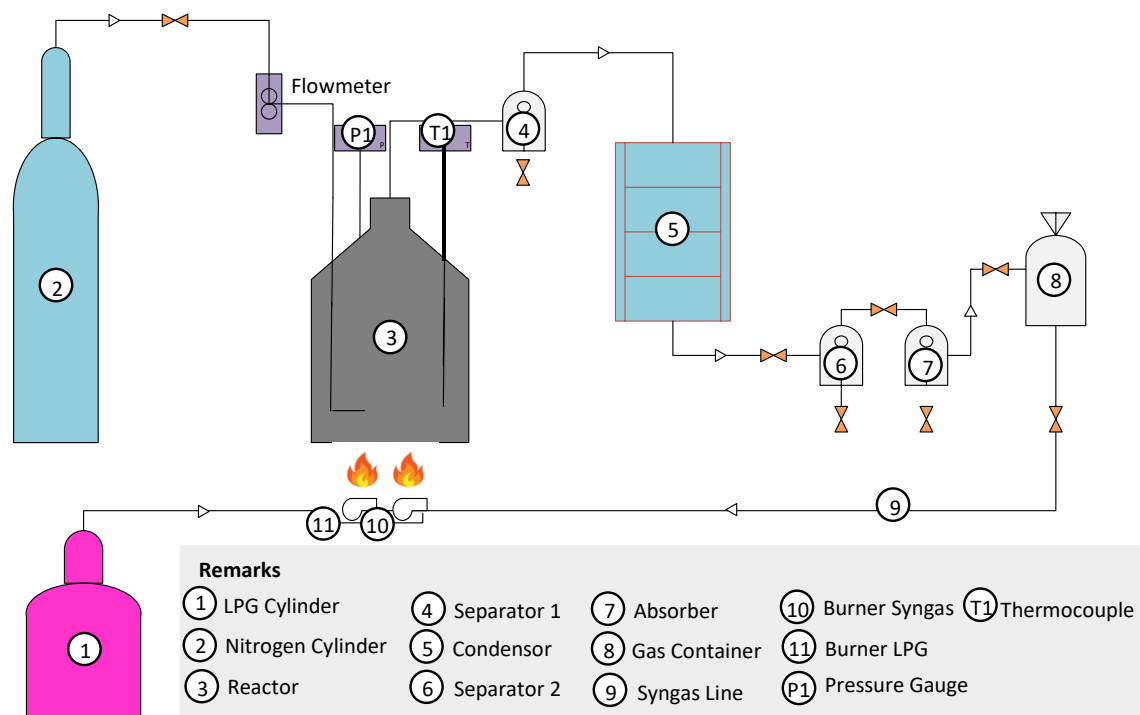 Flowmeter
P1
P
T1
T
4
5
2
3
8
6
7
9
11
10
1
Remarks
1 LPG Cylinder
4 Separator 1
7 Absorber
10 Burner Syngas
T1 Thermocouple
2 Nitrogen Cylinder
5 Condensor
8 Gas Container
11 Burner LPG
3 Reactor
6 Separator 2
9 Syngas Line
P1 Pressure Gauge